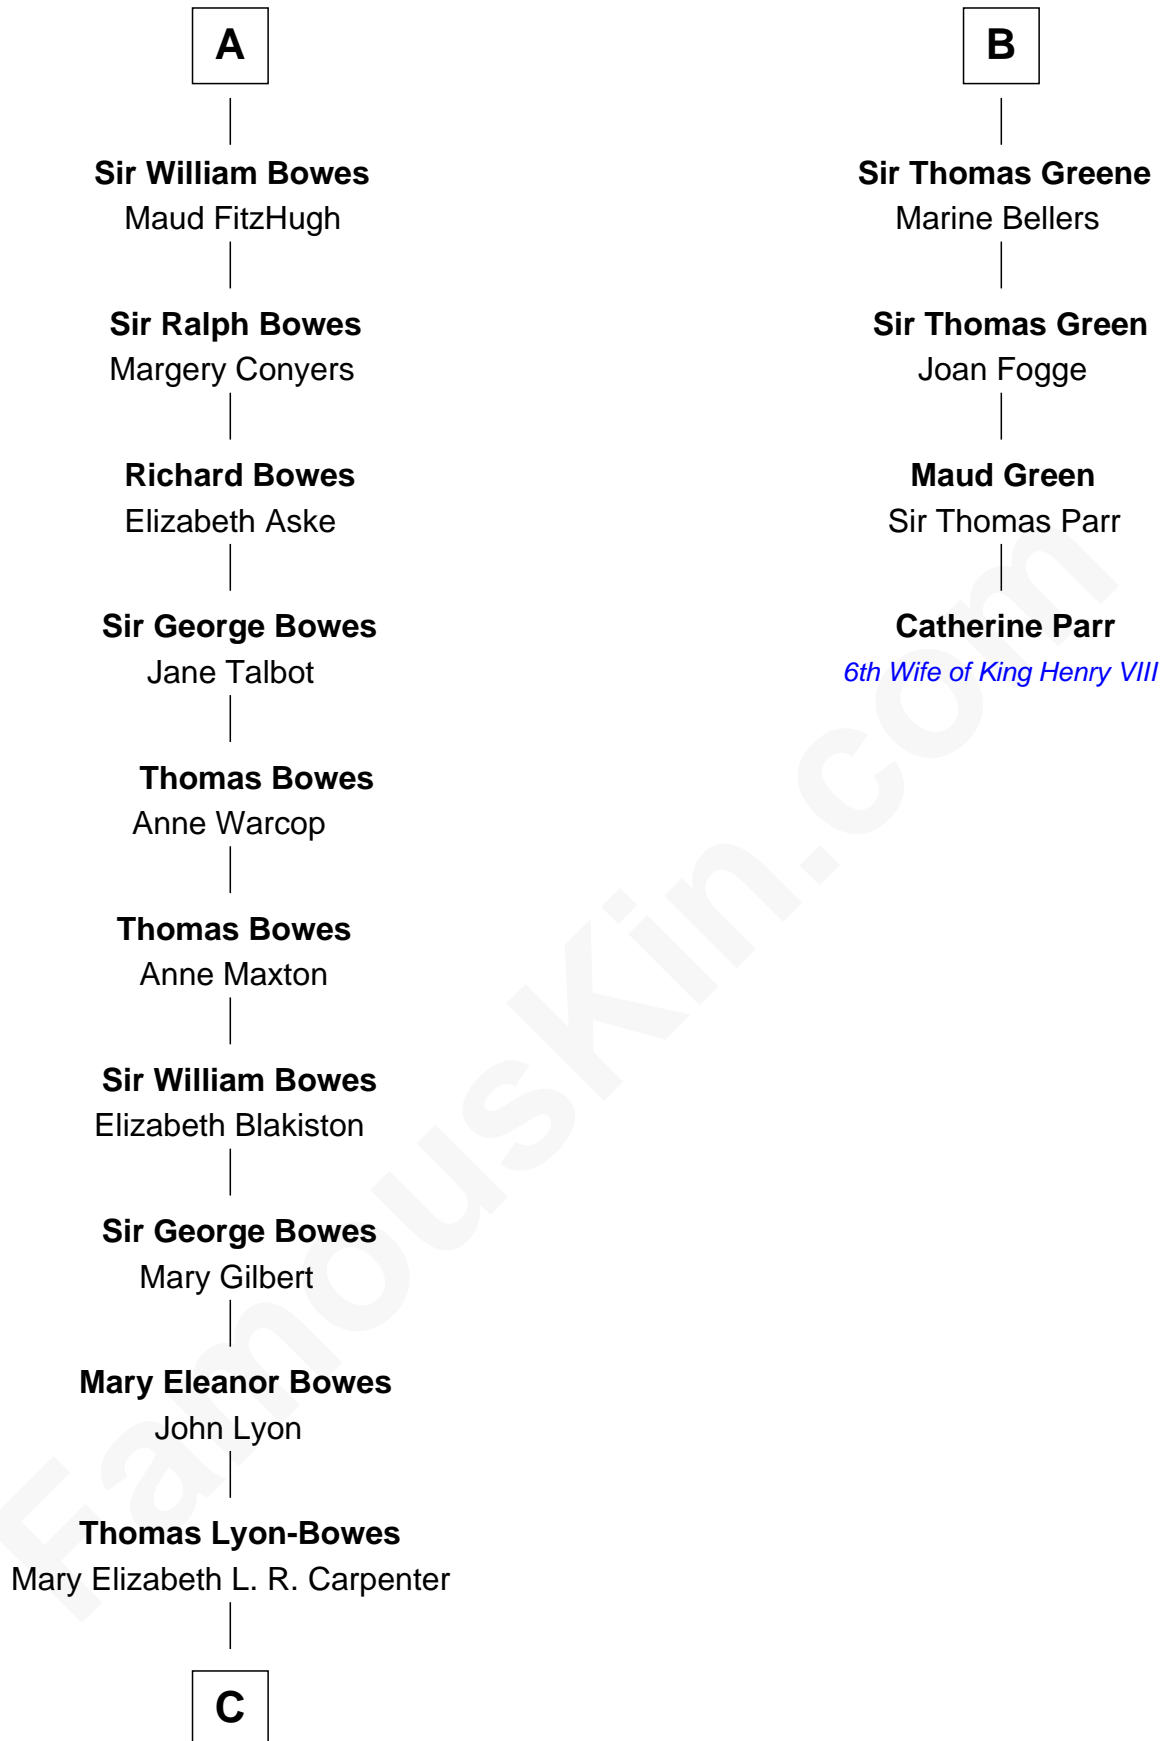 A
Sir William Bowes
Maud FitzHugh
Sir Ralph Bowes
Margery Conyers
Richard Bowes
Elizabeth Aske
Sir George Bowes
Jane Talbot
Thomas Bowes
Anne Warcop
Thomas Bowes
Anne Maxton
Sir William Bowes
Elizabeth Blakiston
Sir George Bowes
Mary Gilbert
Mary Eleanor Bowes
John Lyon
Thomas Lyon-Bowes
Mary Elizabeth L. R. Carpenter
C
B
Sir Thomas Greene
Marine Bellers
Sir Thomas Green
Joan Fogge
Maud Green
Sir Thomas Parr
Catherine Parr
6th Wife of King Henry VIII
FamousKin.com